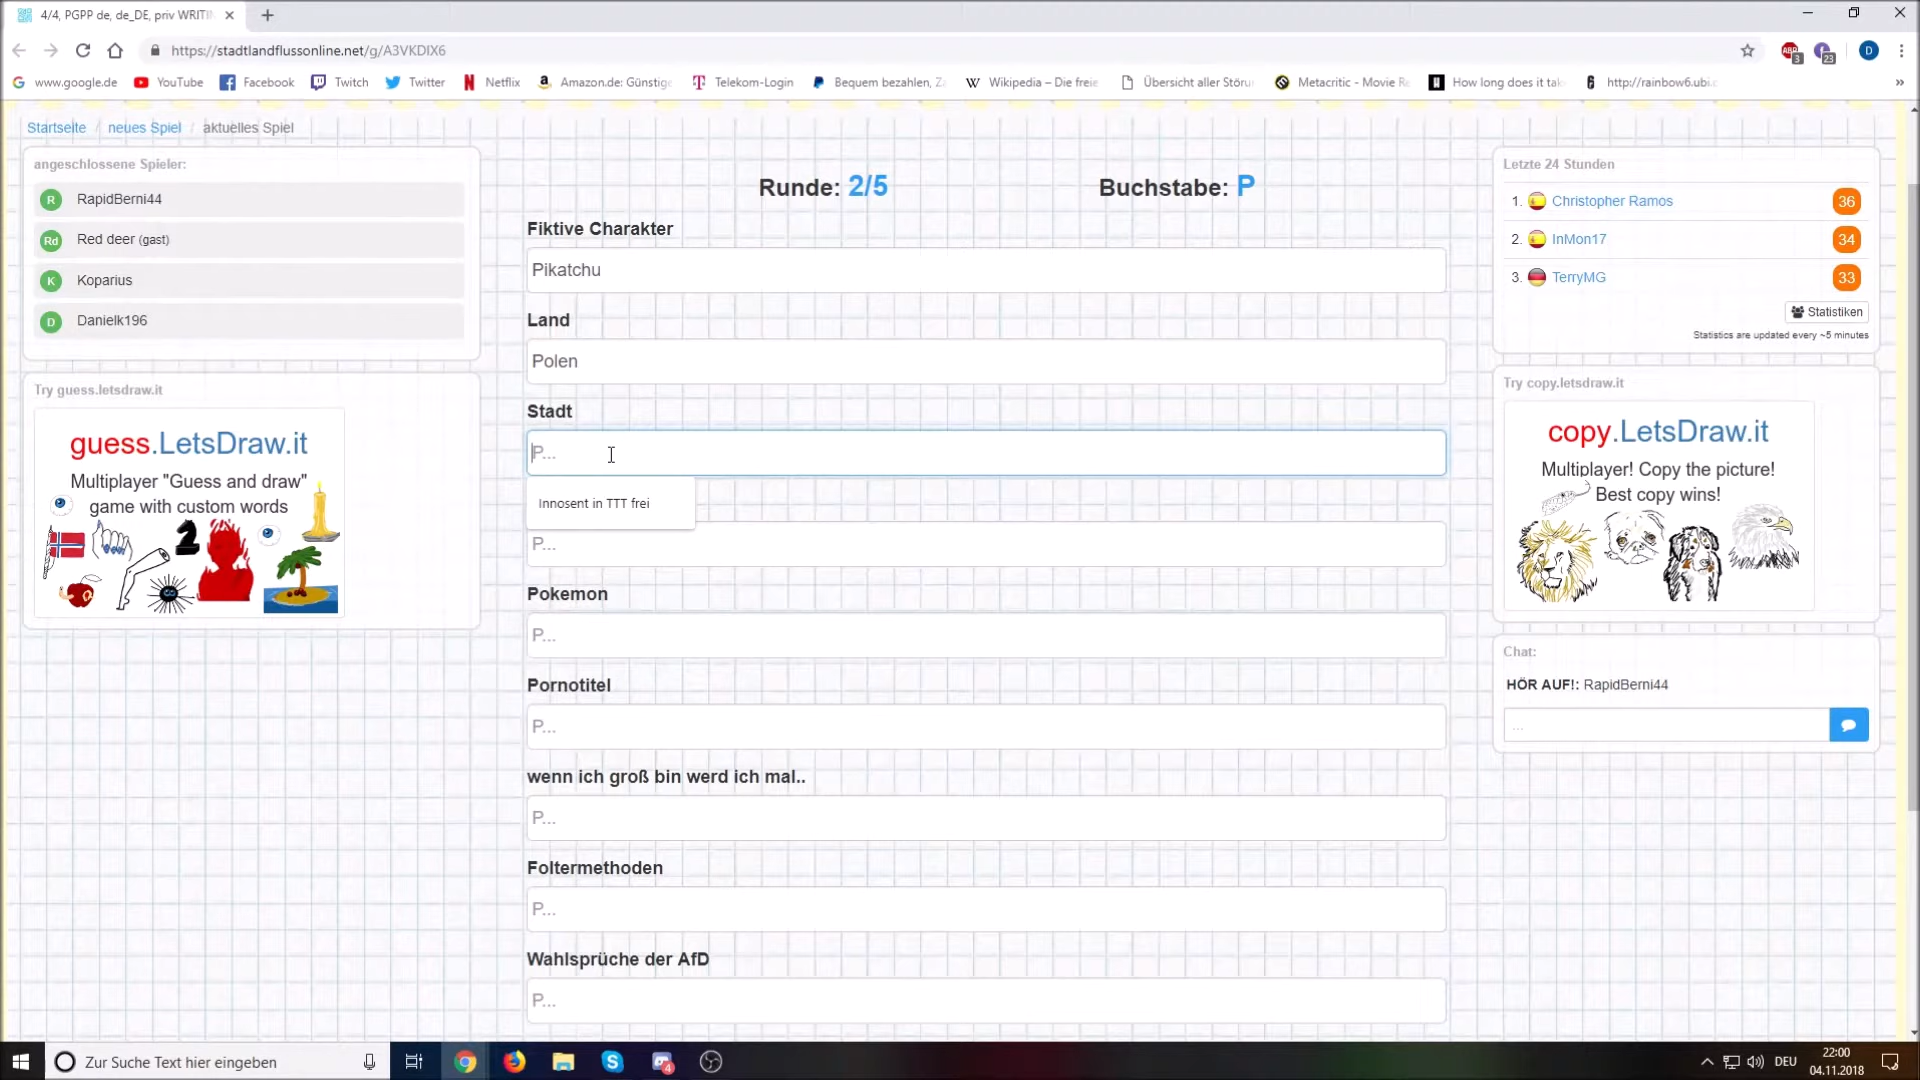 4/4, PGPP de, de_DE, priv WRITI
https://stadtlandflussonline.net/g/A3VKDIX6
3
23
D
www.google.de
YouTube
Facebook
Twitch
Twitter
Netflix
Amazon.de: Günstige
Telekom-Login
Bequem bezahlen, Za
Wikipedia – Die freie
Übersicht aller Störu
Metacritic - Movie Re
How long does it tak
http://rainbow6.ubi.c
Startseite / neues Spiel / aktuelles Spiel
angeschlossene Spieler:
R RapidBerni44
Rd Red deer (gast)
K Koparius
D Danielk196
Try guess.letsdraw.it
guess.LetsDraw.it
Multiplayer "Guess and draw"
game with custom words
Runde: 2/5
Buchstabe: P
Fiktive Charakter
Pikatchu
Land
Polen
Stadt
P...
Innosent in TTT frei
P...
Pokemon
P...
Pornotitel
P...
wenn ich groß bin werd ich mal..
P...
Foltermethoden
P...
Wahlsprüche der AfD
P...
Letzte 24 Stunden
1. Christopher Ramos 36
2. InMon17 34
3. TerryMG 33
Statistiken
Statistics are updated every ~5 minutes
Try copy.letsdraw.it
copy.LetsDraw.it
Multiplayer! Copy the picture!
Best copy wins!
Chat:
HÖR AUF!: RapidBerni44
...
Zur Suche Text hier eingeben
4
DEU
22:00
04.11.2018